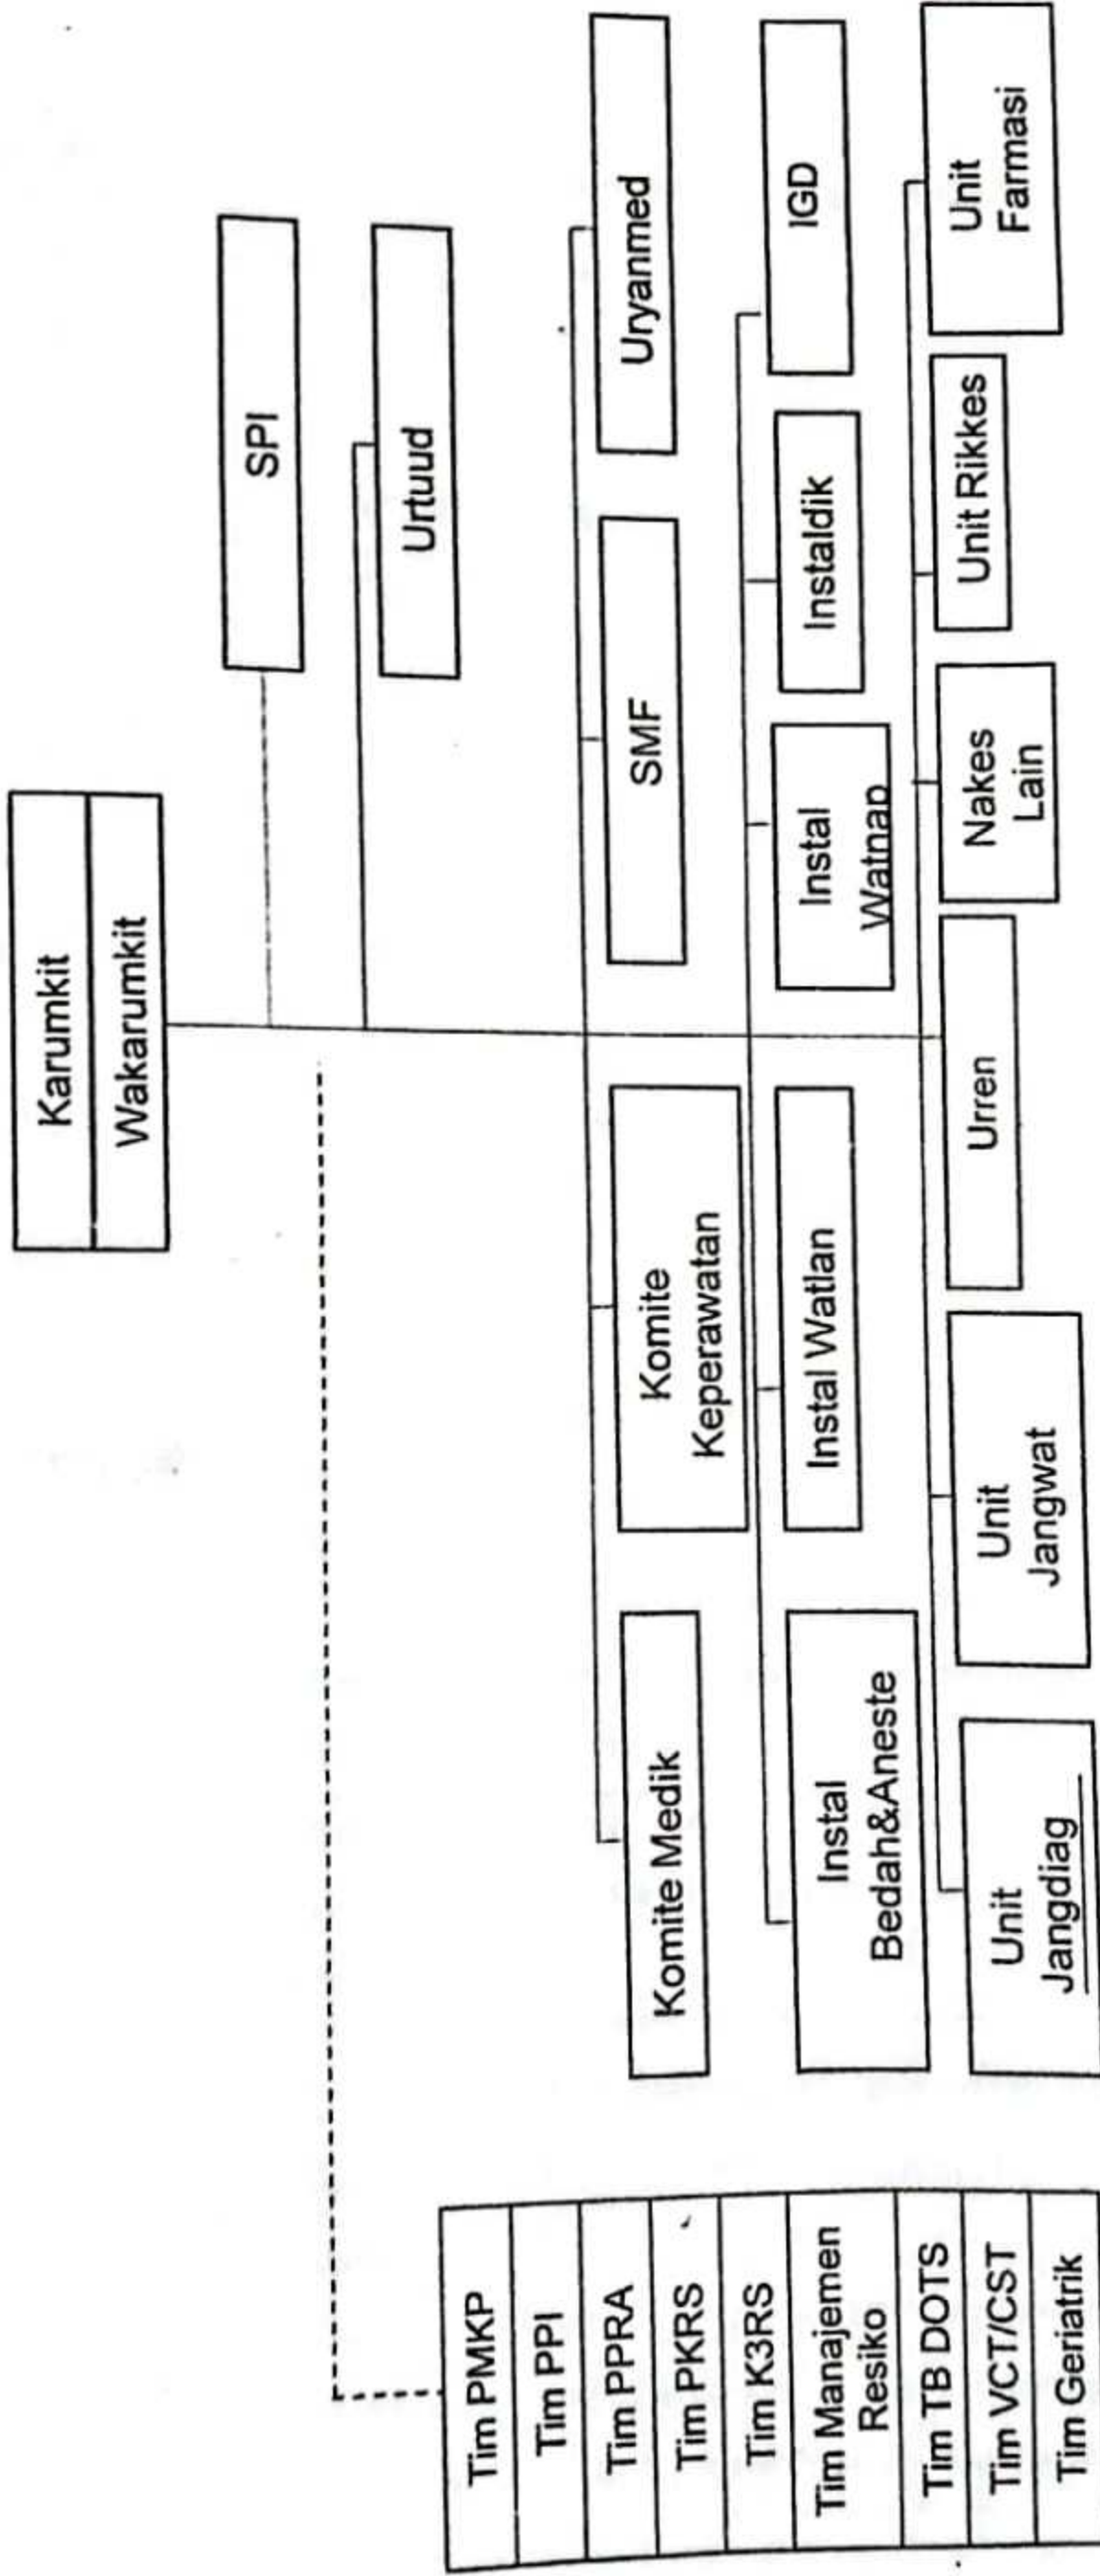 Karumkit
Wakarumkit
SPI
Urtuud
Komite Medik
Komite
Keperawatan
SMF
Uryanmed
Instal
Bedah&Aneste
Instal Watlan
Instal
Watnap
Instaldik
IGD
Unit
Jangdiag
Unit
Jangwat
Urren
Nakes
Lain
Unit Rikkes
Unit
Farmasi
Tim PMKP
Tim PPI
Tim PPRA
Tim PKRS
Tim K3RS
Tim Manajemen
Resiko
Tim TB DOTS
Tim VCT/CST
Tim Geriatrik